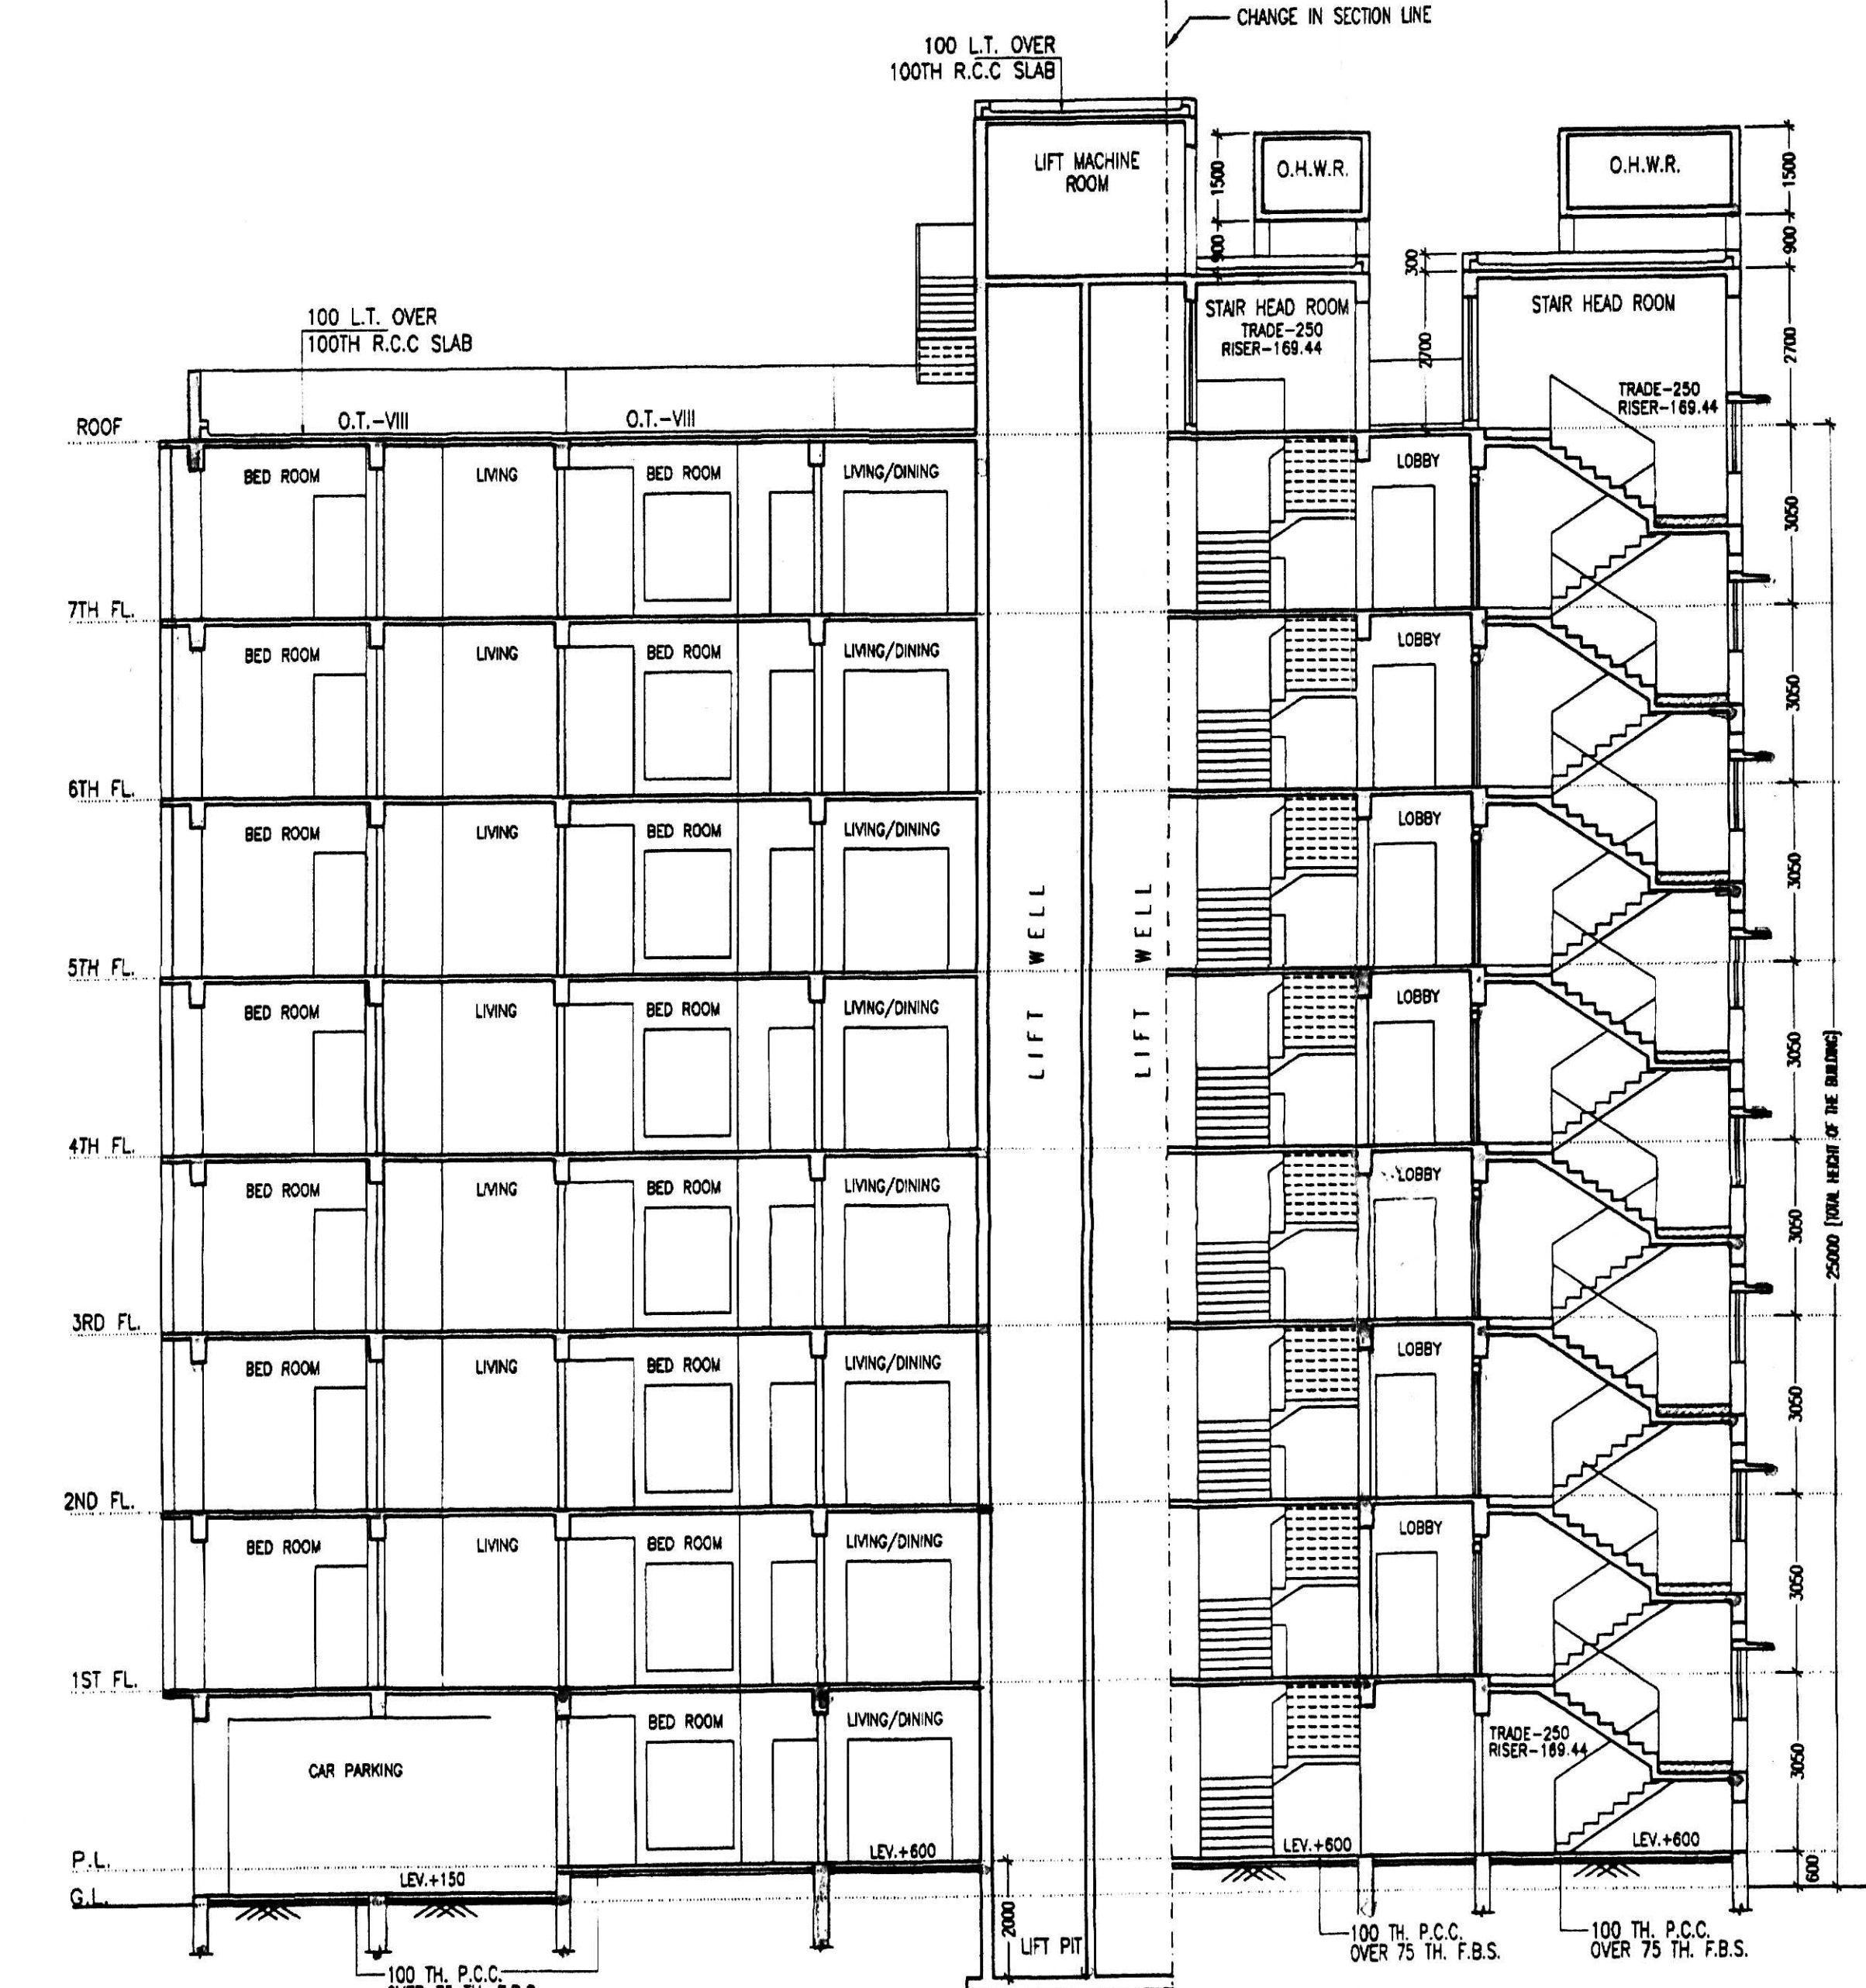 CHANGE IN SECTION LINE
100 L.T. OVER
100TH R.C.C SLAB
LIFT MACHINE
ROOM
O.H.W.R.
O.H.W.R.
1500
900
1500
900
300
2700
2700
STAIR HEAD ROOM
TRADE-250
RISER-169.44
STAIR HEAD ROOM
TRADE-250
RISER-169.44
100 L.T. OVER
100TH R.C.C SLAB
ROOF
O.T.-VIII
O.T.-VIII
BED ROOM
LIVING
BED ROOM
LIVING/DINING
LOBBY
3050
7TH FL.
BED ROOM
LIVING
BED ROOM
LIVING/DINING
LOBBY
3050
6TH FL.
BED ROOM
LIVING
BED ROOM
LIVING/DINING
LOBBY
3050
LIFT WELL
LIFT WELL
5TH FL.
BED ROOM
LIVING
BED ROOM
LIVING/DINING
LOBBY
3050
25000 [TOTAL HEIGHT OF THE BUILDING]
4TH FL.
BED ROOM
LIVING
BED ROOM
LIVING/DINING
LOBBY
3050
3RD FL.
BED ROOM
LIVING
BED ROOM
LIVING/DINING
LOBBY
3050
2ND FL.
BED ROOM
LIVING
BED ROOM
LIVING/DINING
LOBBY
3050
1ST FL.
BED ROOM
LIVING/DINING
CAR PARKING
TRADE-250
RISER-169.44
3050
P.L.
LEV.+600
LEV.+600
LEV.+600
LEV.+150
G.L.
600
2000
LIFT PIT
100 TH. P.C.C.
OVER 75 TH. F.B.S.
100 TH. P.C.C.
OVER 75 TH. F.B.S.
100 TH. P.C.C.
OVER 75 TH. F.B.S.